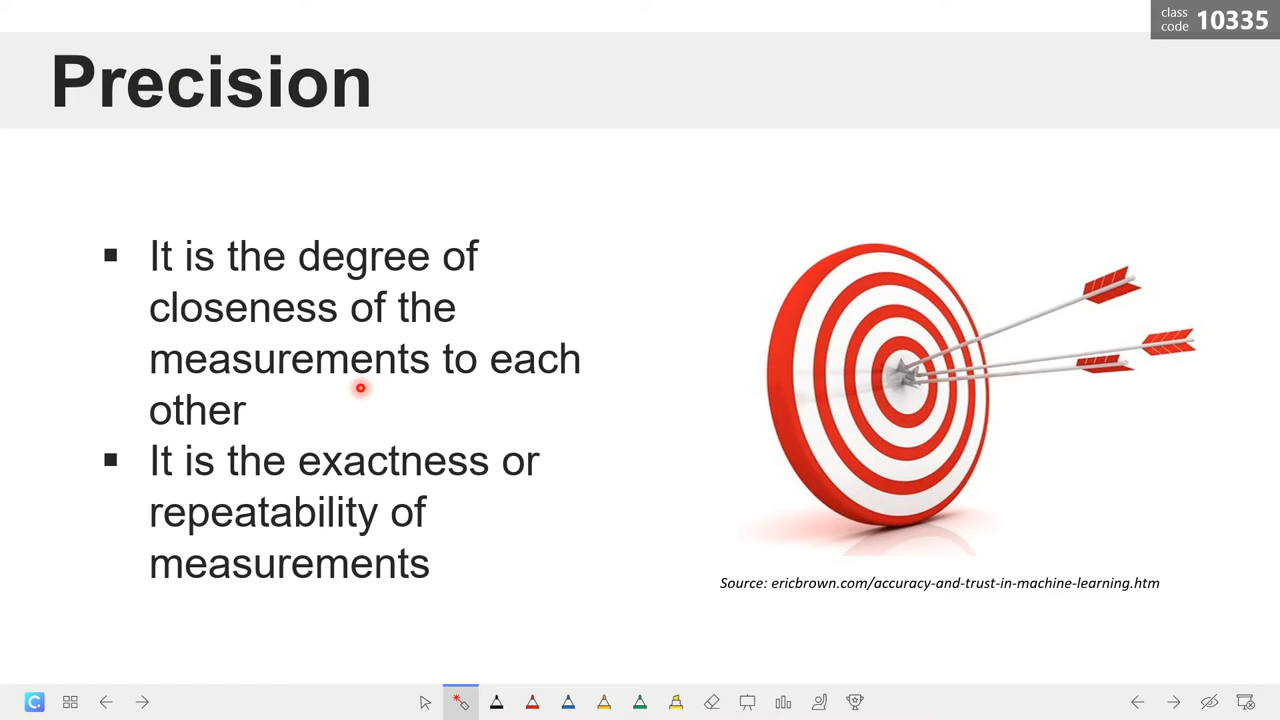 class
code 10335
Precision
▪ It is the degree of
closeness of the
measurements to each
other
▪ It is the exactness or
repeatability of
measurements
Source: ericbrown.com/accuracy-and-trust-in-machine-learning.htm